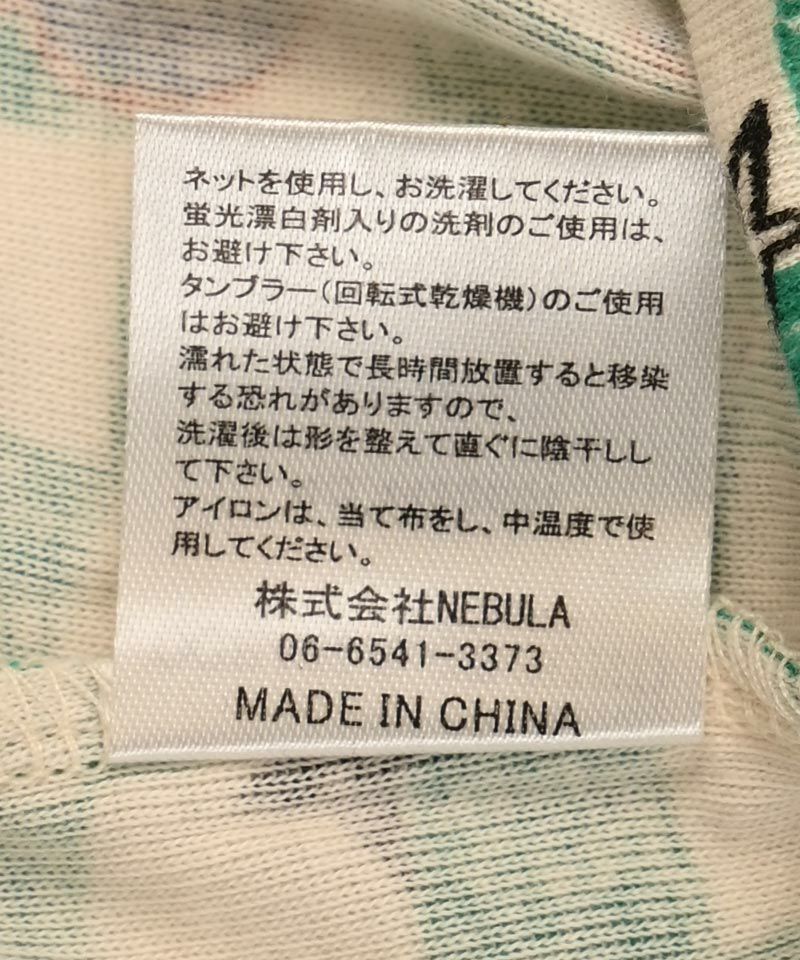 ネットを使用し、お洗濯してください。
蛍光漂白剤入りの洗剤のご使用は、
お避け下さい。
タンブラー(回転式乾燥機)のご使用
はお避け下さい。
濡れた状態で長時間放置すると移染
する恐れがありますので、
洗濯後は形を整えて直ぐに陰干しし
て下さい。
アイロンは、当て布をし、中温度で使
用してください。
株式会社NEBULA
06-6541-3373
MADE IN CHINA